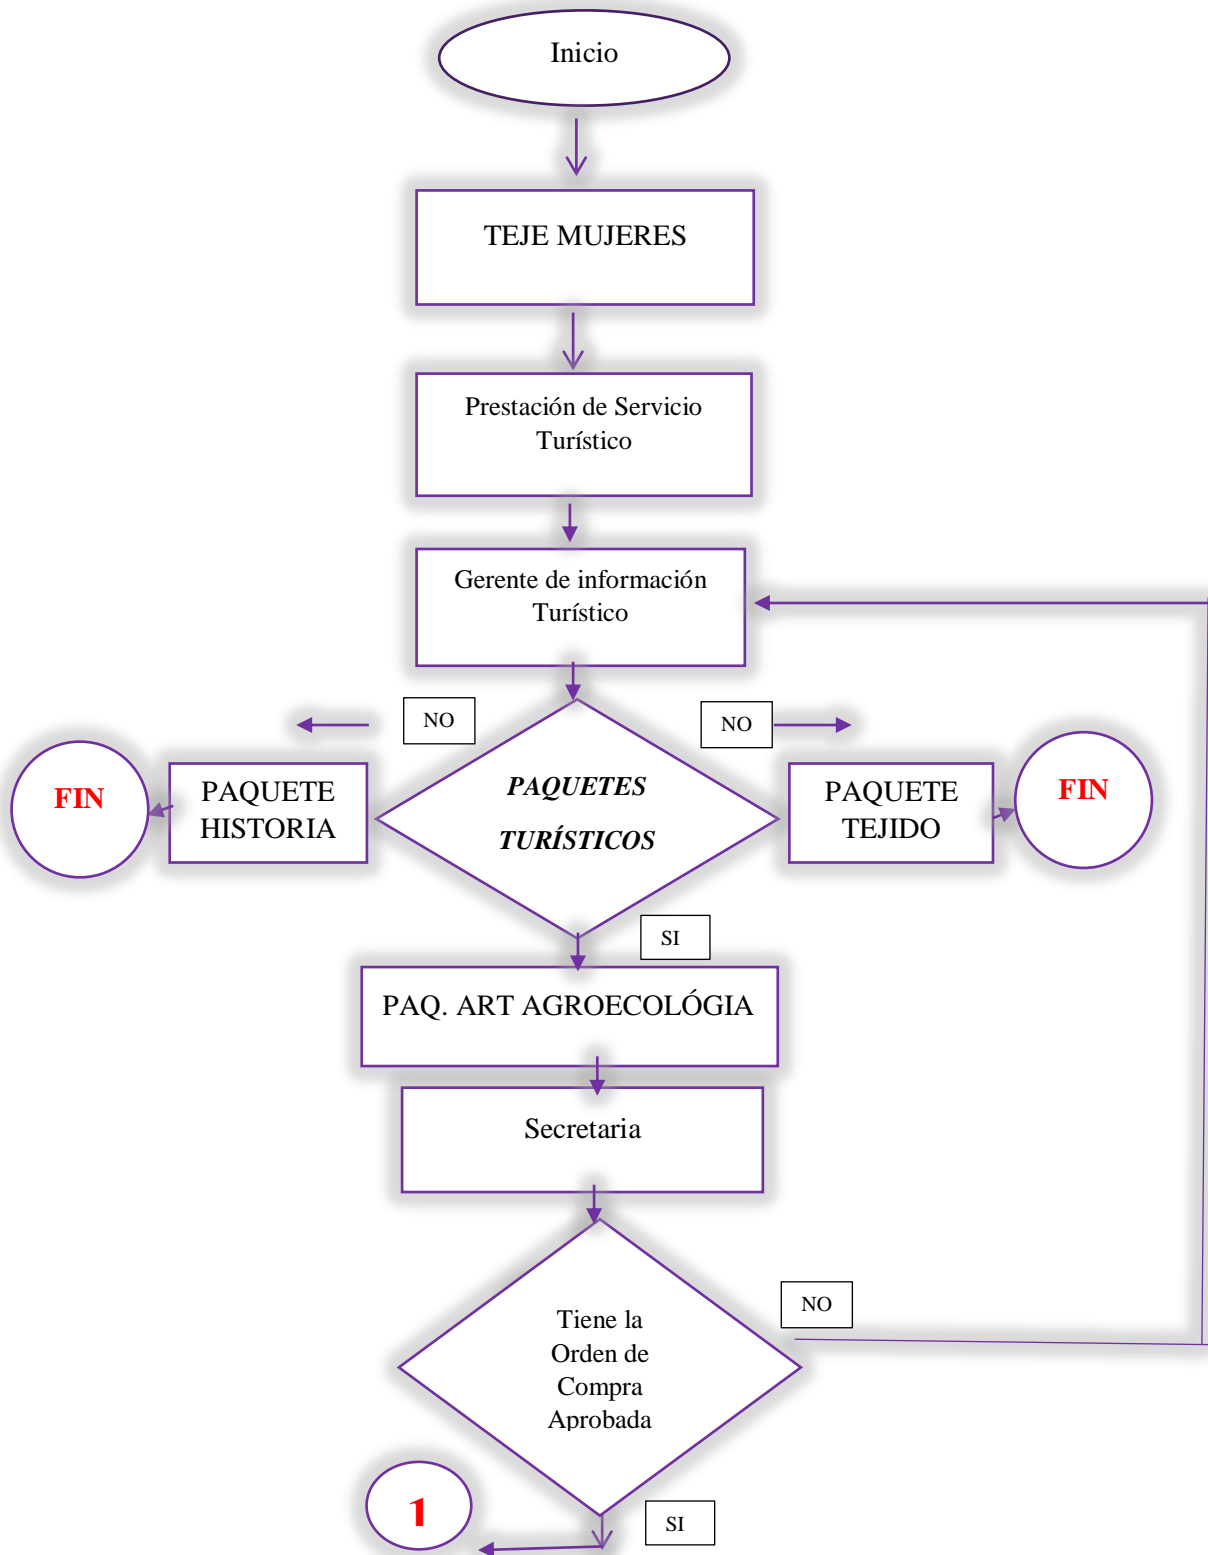 Inicio
TEJE MUJERES
Prestación de Servicio
Turístico
Gerente de información
Turístico
NO
NO
FIN
PAQUETE
HISTORIA
PAQUETES
TURÍSTICOS
PAQUETE
TEJIDO
FIN
SI
PAQ. ART AGROECOLÓGIA
Secretaria
NO
Tiene la
Orden de
Compra
Aprobada
1
SI